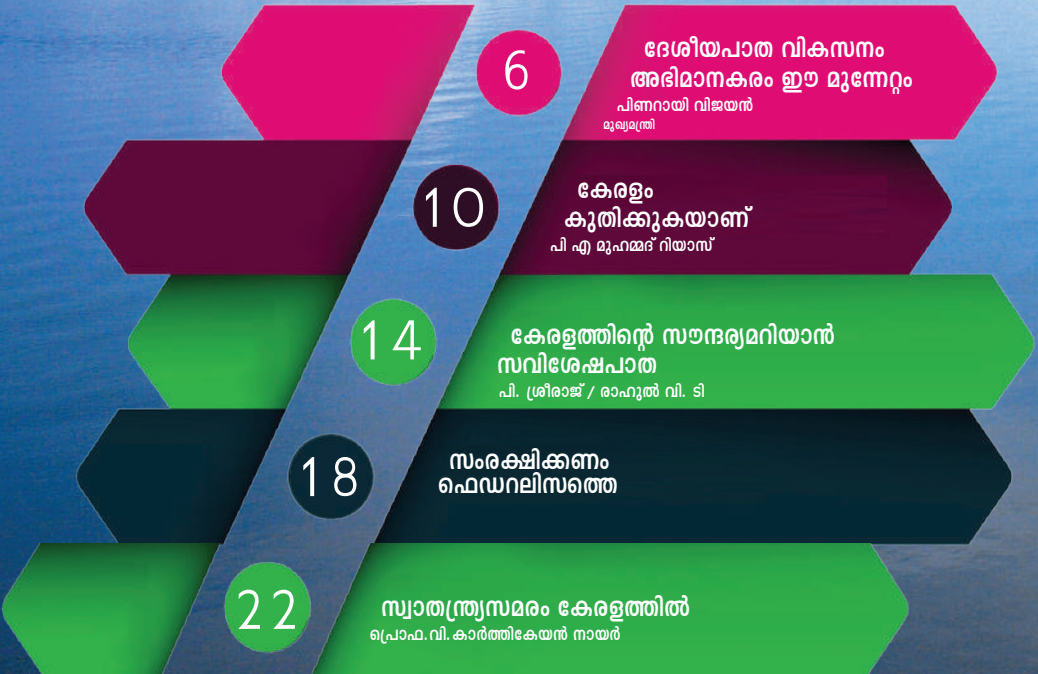 6
ദേശീയപാത വികസനം
അഭിമാനകരം ഈ മുന്നേറ്റം
പിണറായി വിജയൻ
മുഖ്യമന്ത്രി
10
കേരളം
കുതിക്കുകയാണ്
പി എ മുഹമ്മദ് റിയാസ്
14
കേരളത്തിന്റെ സൗന്ദര്യമറിയാൻ
സവിശേഷപാത
പി. ശ്രീരാജ് / രാഹുൽ വി. ടി
18
സംരക്ഷിക്കണം
ഫെഡറലിസത്തെ
22
സ്വാതന്ത്ര്യസമരം കേരളത്തിൽ
പ്രൊഫ.വി.കാർത്തികേയൻ നായർ